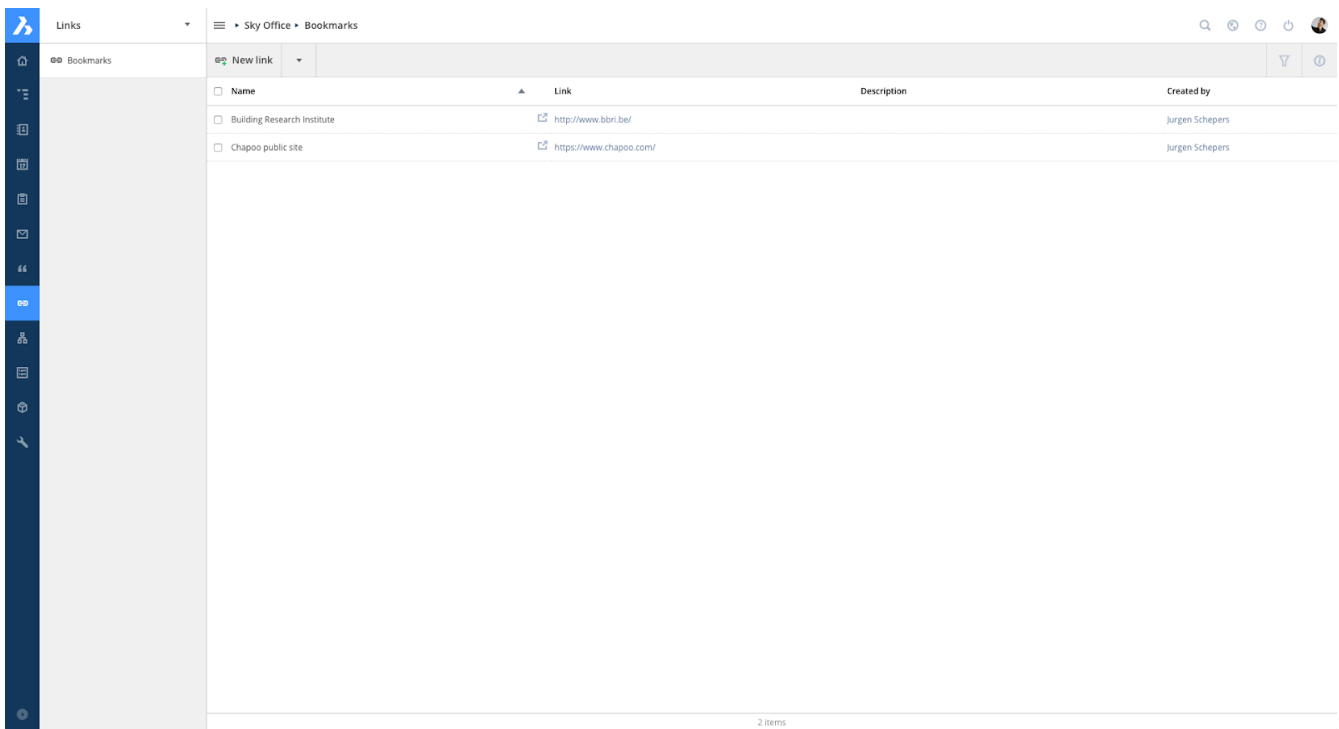 Links
Sky Office Bookmarks
Bookmarks
New link
Name Link Description Created by
Building Research Institute http://www.bbri.be/ Jurgen Schepers
Chapoo public site https://www.chapoo.com/ Jurgen Schepers
2 items